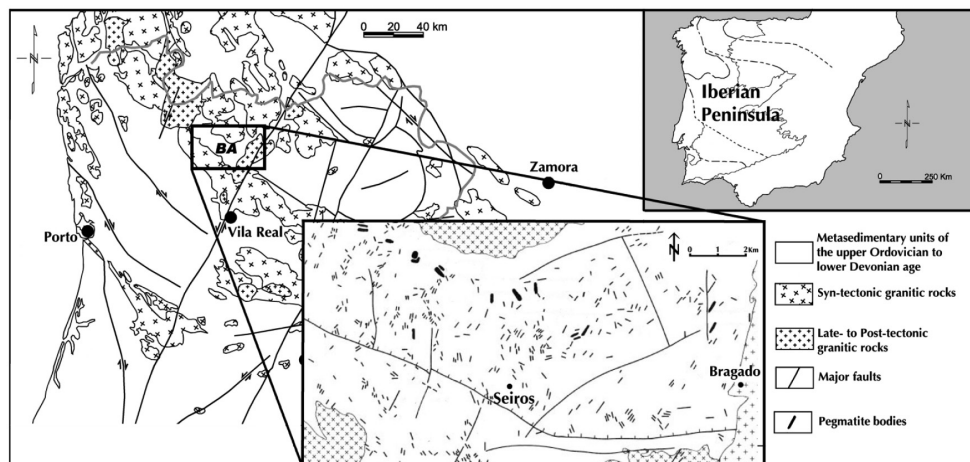 0 20 40 km
N
BA
Zamora
Porto
Vila Real
Iberian
Peninsula
N
0 250 Km
N
0 1 2Km
Seiros
Bragado
Metasedimentary units of
the upper Ordovician to
lower Devonian age
Syn-tectonic granitic rocks
Late- to Post-tectonic
granitic rocks
Major faults
Pegmatite bodies